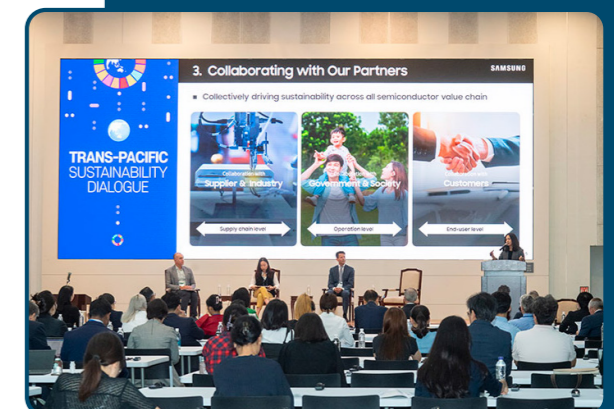 3. Collaborating with Our Partners
SAMSUNG
Collectively driving sustainability across all semiconductor value chain
TRANS-PACIFIC
SUSTAINABILITY
DIALOGUE
Supplier & Industry
Government & Society
Customers
Supply chain level
Operation level
End-user level